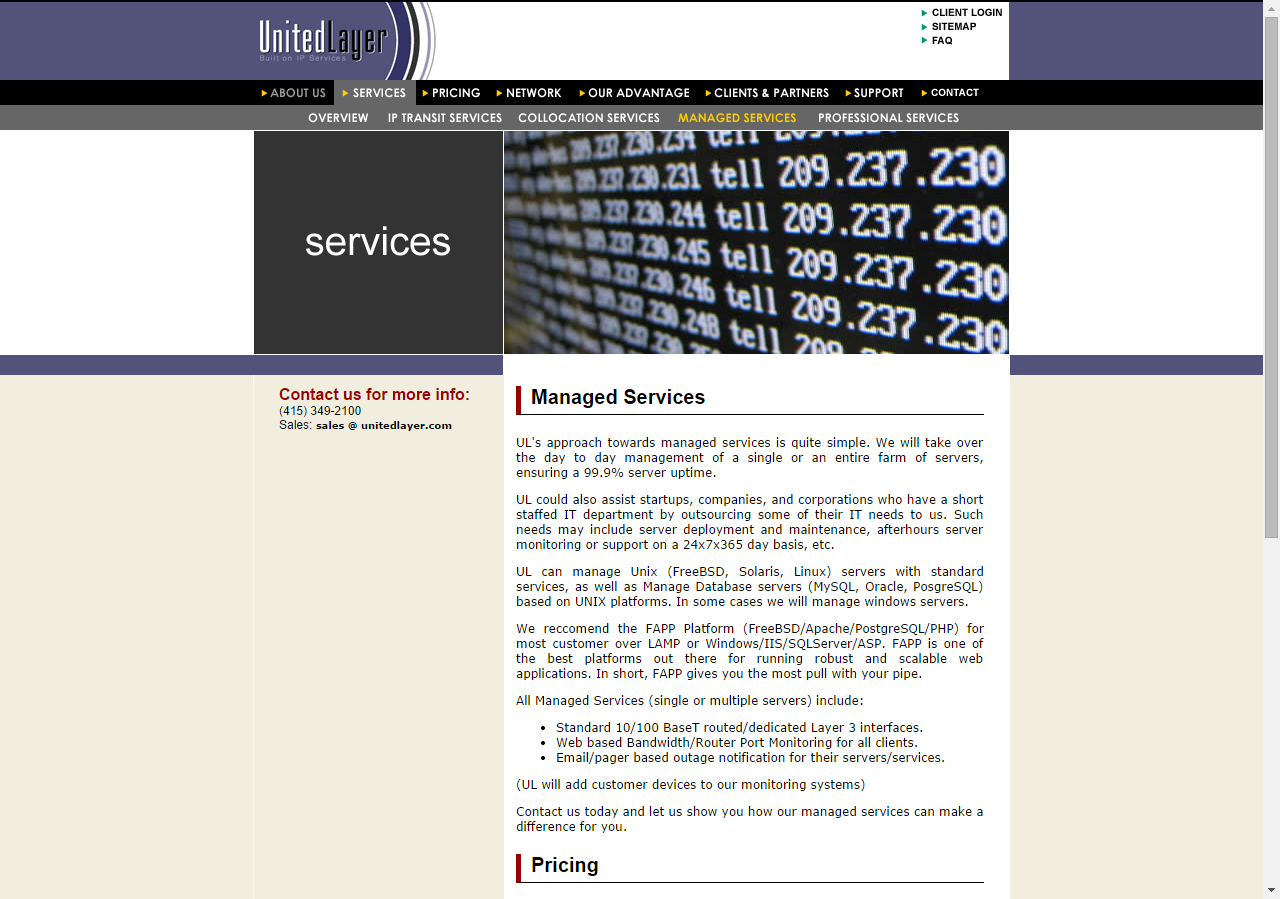 UnitedLayer
Built on IP Services
CLIENT LOGIN
SITEMAP
FAQ
ABOUT US SERVICES PRICING NETWORK OUR ADVANTAGE CLIENTS & PARTNERS SUPPORT CONTACT
OVERVIEW IP TRANSIT SERVICES COLLOCATION SERVICES MANAGED SERVICES PROFESSIONAL SERVICES
services
209.237.230.231 tell 209.237.230
209.237.230.244 tell 209.237.230
209.237.230.245 tell 209.237.230
209.237.230.246 tell 209.237.230
209.237.230.248 tell 209.237.230
Contact us for more info:
(415) 349-2100
Sales: sales @ unitedlayer.com
Managed Services
UL's approach towards managed services is quite simple. We will take over
the day to day management of a single or an entire farm of servers,
ensuring a 99.9% server uptime.
UL could also assist startups, companies, and corporations who have a short
staffed IT department by outsourcing some of their IT needs to us. Such
needs may include server deployment and maintenance, afterhours server
monitoring or support on a 24x7x365 day basis, etc.
UL can manage Unix (FreeBSD, Solaris, Linux) servers with standard
services, as well as Manage Database servers (MySQL, Oracle, PosgreSQL)
based on UNIX platforms. In some cases we will manage windows servers.
We reccomend the FAPP Platform (FreeBSD/Apache/PostgreSQL/PHP) for
most customer over LAMP or Windows/IIS/SQLServer/ASP. FAPP is one of
the best platforms out there for running robust and scalable web
applications. In short, FAPP gives you the most pull with your pipe.
All Managed Services (single or multiple servers) include:
• Standard 10/100 BaseT routed/dedicated Layer 3 interfaces.
• Web based Bandwidth/Router Port Monitoring for all clients.
• Email/pager based outage notification for their servers/services.
(UL will add customer devices to our monitoring systems)
Contact us today and let us show you how our managed services can make a
difference for you.
Pricing